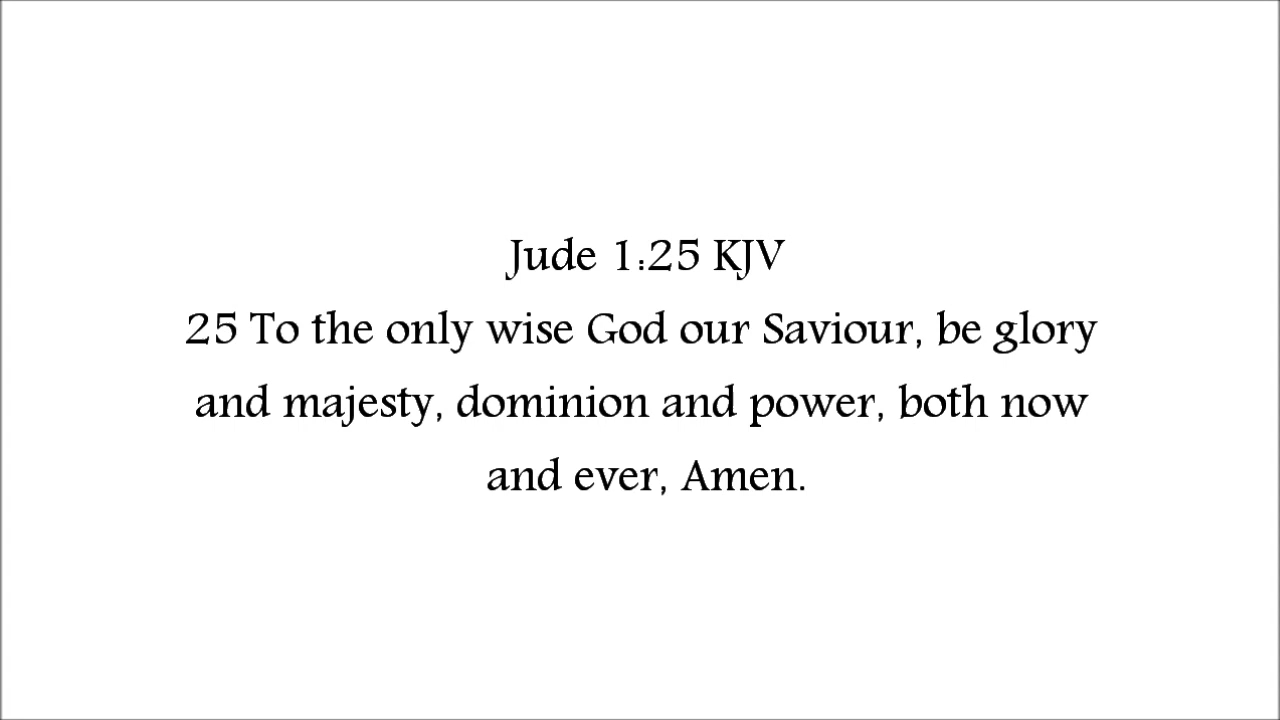 Jude 1:25 KJV
25 To the only wise God our Saviour, be glory
and majesty, dominion and power, both now
and ever, Amen.